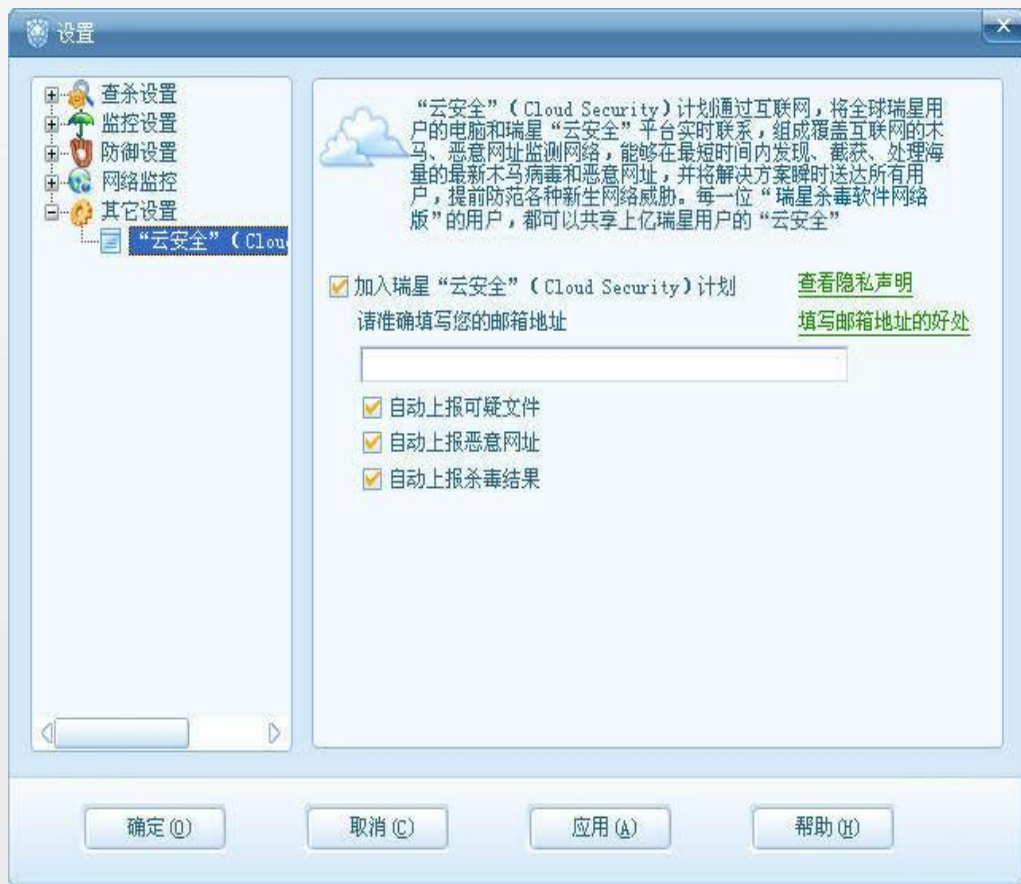 设置
查杀设置
监控设置
防御设置
网络监控
其它设置
“云安全”(Clou
“云安全”(Cloud Security)计划通过互联网,将全球瑞星用
户的电脑和瑞星“云安全”平台实时联系,组成覆盖互联网的木
马、恶意网址监测网络,能够在最短时间内发现、截获、处理海
量的最新木马病毒和恶意网址,并将解决方案瞬时送达所有用
户,提前防范各种新生网络威胁。每一位“瑞星杀毒软件网络
版”的用户,都可以共享上亿瑞星用户的“云安全”
加入瑞星“云安全”(Cloud Security)计划
查看隐私声明
请准确填写您的邮箱地址
填写邮箱地址的好处
自动上报可疑文件
自动上报恶意网址
自动上报杀毒结果
确定(O)
取消(C)
应用(A)
帮助(H)